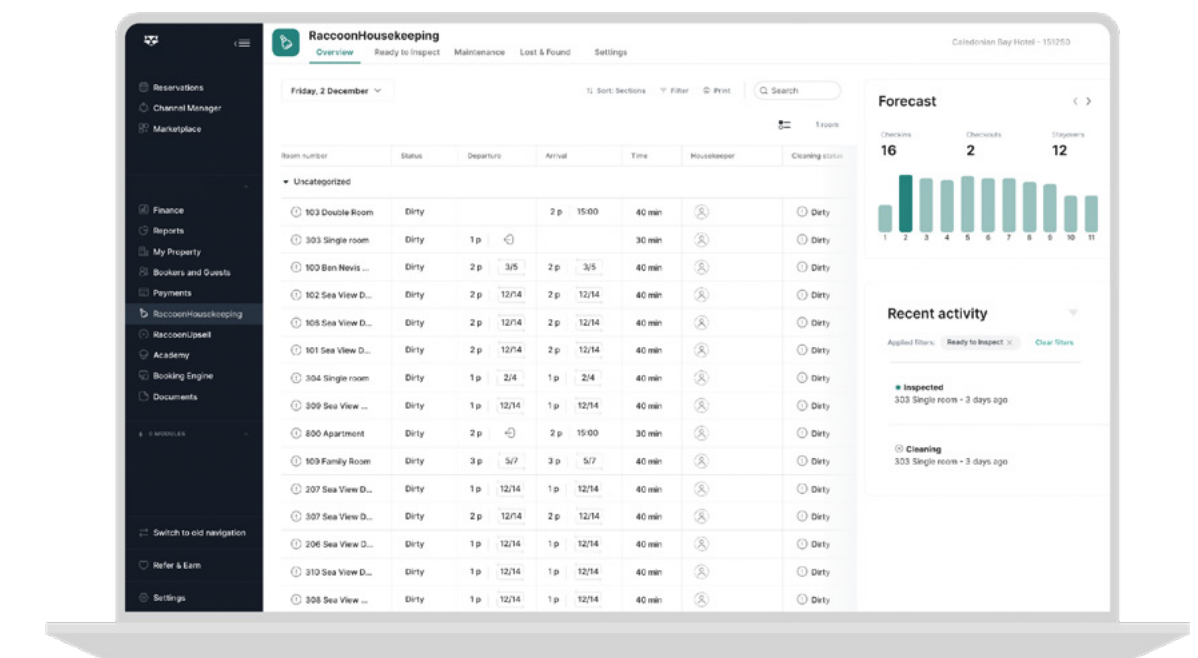 RaccoonHousekeeping
Overview Ready to Inspect Maintenance Lost & Found Settings
Caledonian Bay Hotel - 151250
Reservations
Channel Manager
Marketplace
Finance
Reports
My Property
Bookers and Guests
Payments
RaccoonHousekeeping
RaccoonUpsell
Academy
Booking Engine
Documents
MODULES
Switch to old navigation
Refer & Earn
Settings
Friday, 2 December
Sort: Sections Filter Print Search
1 room
Room number Status Departure Arrival Time Housekeeper Cleaning status
Uncategorized
103 Double Room Dirty 2 p 15:00 40 min Dirty
303 Single room Dirty 1 p 30 min Dirty
100 Ben Nevis ... Dirty 2 p 3/5 2 p 3/5 40 min Dirty
102 Sea View D... Dirty 2 p 12/14 2 p 12/14 40 min Dirty
Sea View D... Dirty 2 p 12/14 2 p 12/14 40 min Dirty
101 Sea View D... Dirty 2 p 12/14 2 p 12/14 40 min Dirty
304 Single room Dirty 1 p 2/4 1 p 2/4 40 min Dirty
309 Sea View ... Dirty 1 p 12/14 1 p 12/14 40 min Dirty
800 Apartment Dirty 2 p 2 p 15:00 30 min Dirty
109 Family Room Dirty 3 p 5/7 3 p 5/7 40 min Dirty
207 Sea View D... Dirty 1 p 12/14 1 p 12/14 40 min Dirty
307 Sea View D... Dirty 2 p 12/14 2 p 12/14 40 min Dirty
206 Sea View D... Dirty 1 p 12/14 1 p 12/14 40 min Dirty
310 Sea View D... Dirty 1 p 12/14 1 p 12/14 40 min Dirty
308 Sea View ... Dirty 1 p 12/14 1 p 12/14 40 min Dirty
Forecast
Checkins Checkouts Stayovers
16 2 12
1 2 3 4 5 6 7 8 9 10 11
Recent activity
Applied filters: Ready to Inspect Clear filters
Inspected
303 Single room - 3 days ago
Cleaning
303 Single room - 3 days ago